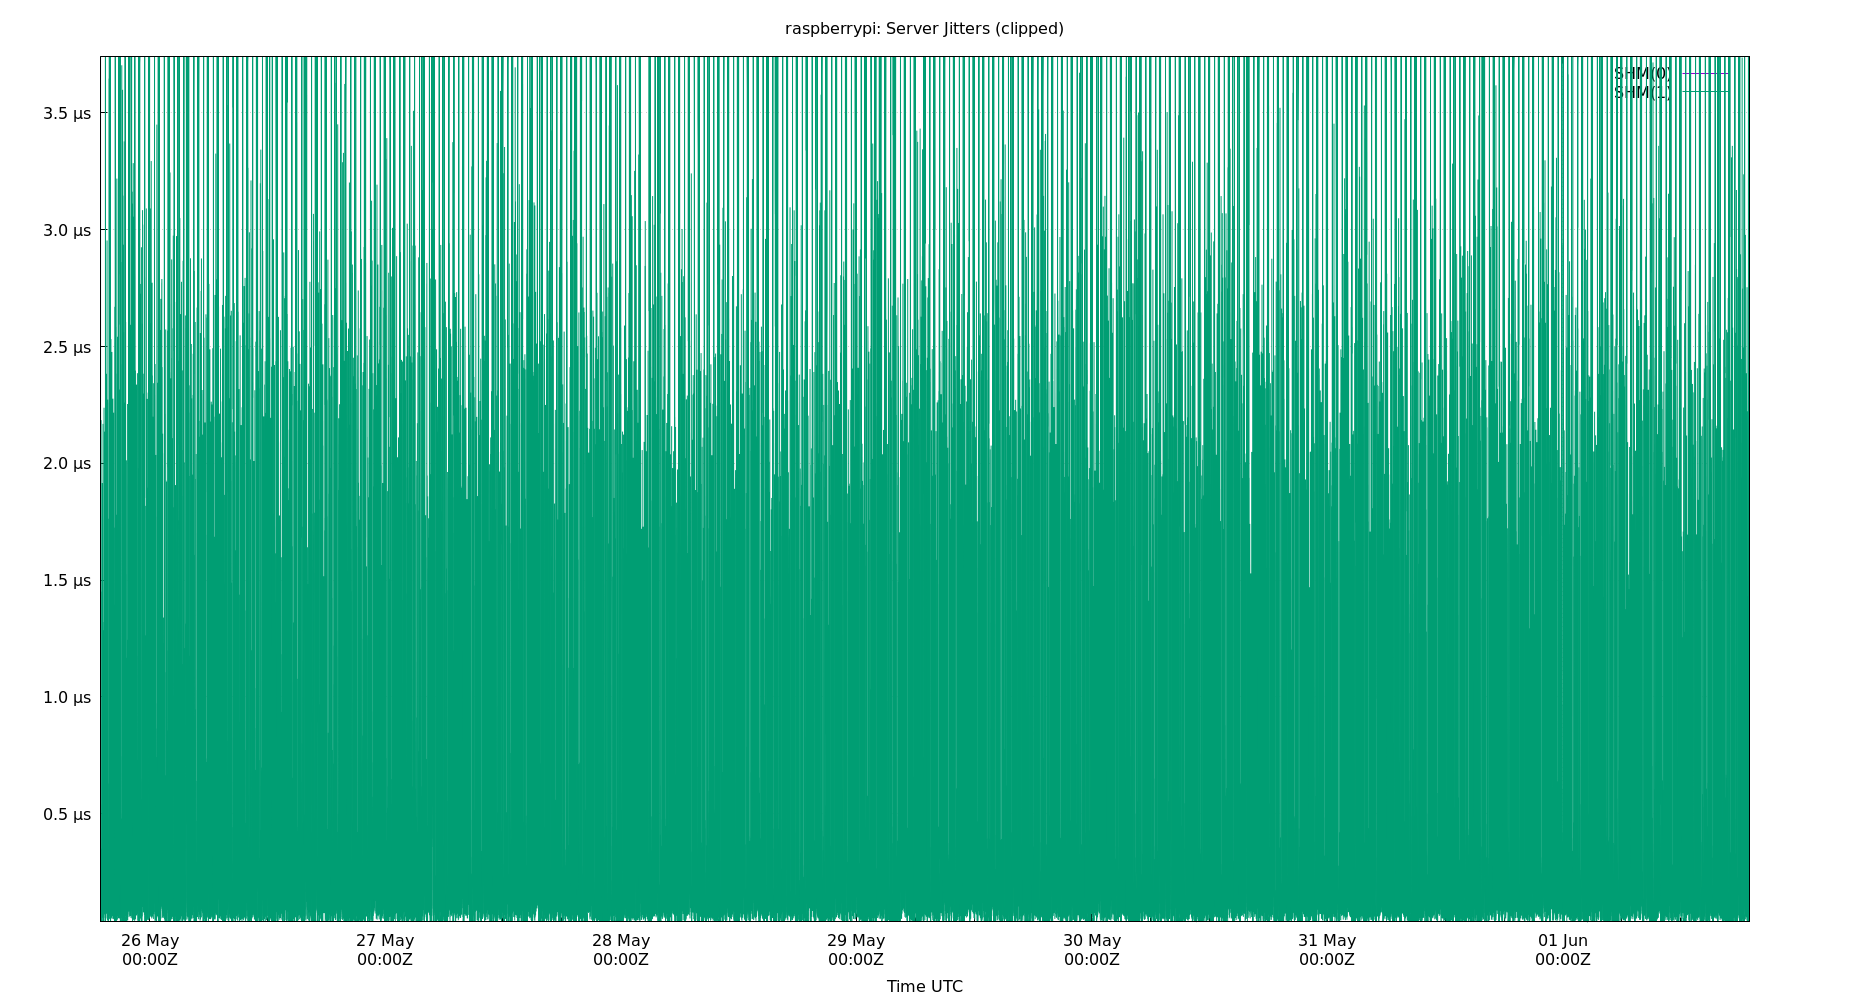 raspberrypi: Server Jitters (clipped)
SHM(0)
SHM(1)
3.5 µs
3.0 µs
2.5 µs
2.0 µs
1.5 µs
1.0 µs
0.5 µs
26 May 27 May 28 May 29 May 30 May 31 May 01 Jun
00:00Z 00:00Z 00:00Z 00:00Z 00:00Z 00:00Z 00:00Z
Time UTC